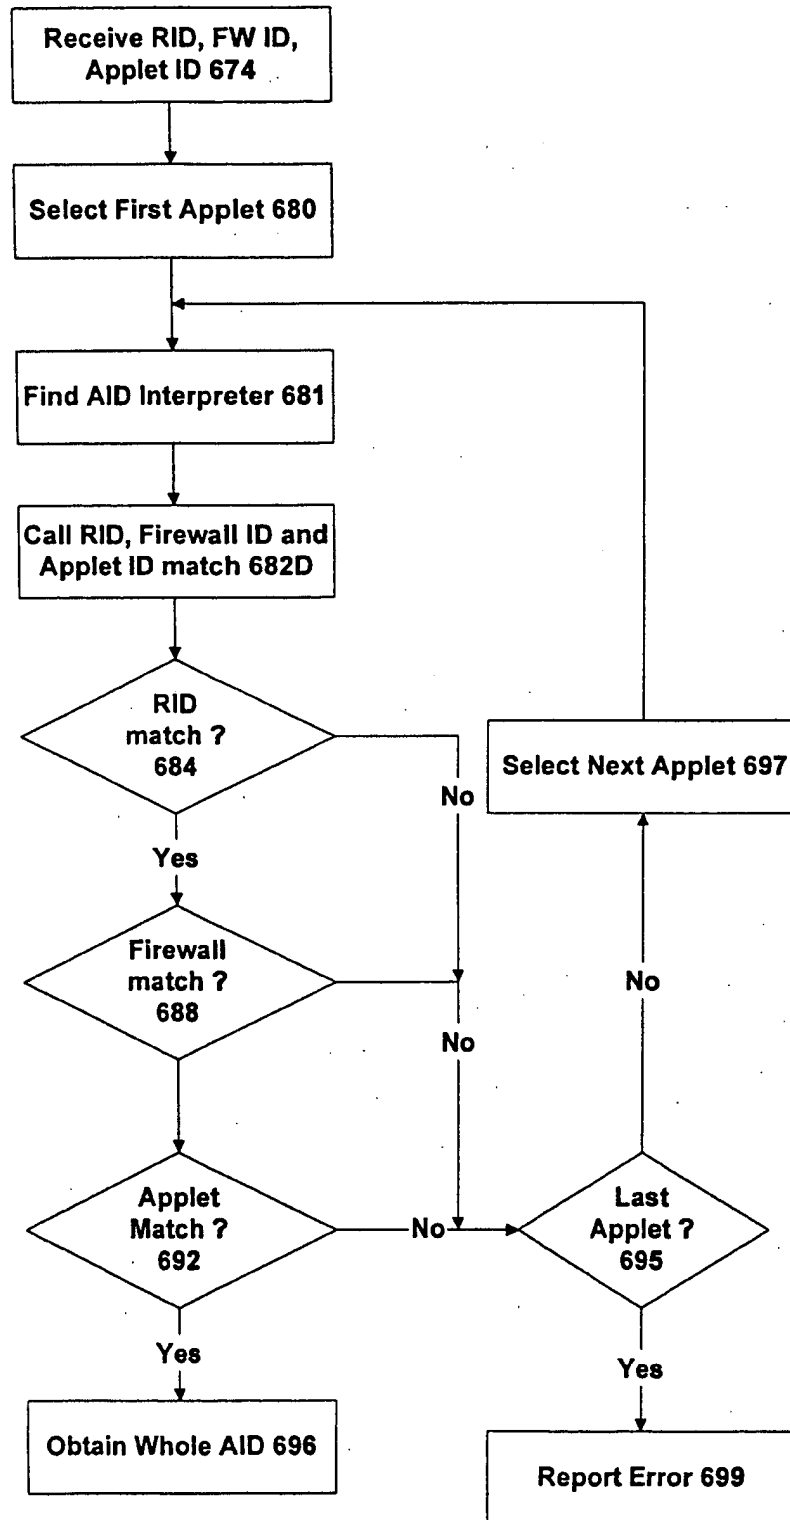 Receive RID, FW ID,
Applet ID 674
Select First Applet 680
Find AID Interpreter 681
Call RID, Firewall ID and
Applet ID match 682D
RID
match ?
684
No
Yes
Select Next Applet 697
Firewall
match ?
688
No
No
Applet
Match ?
692
No
Last
Applet ?
695
Yes
Yes
Obtain Whole AID 696
Report Error 699